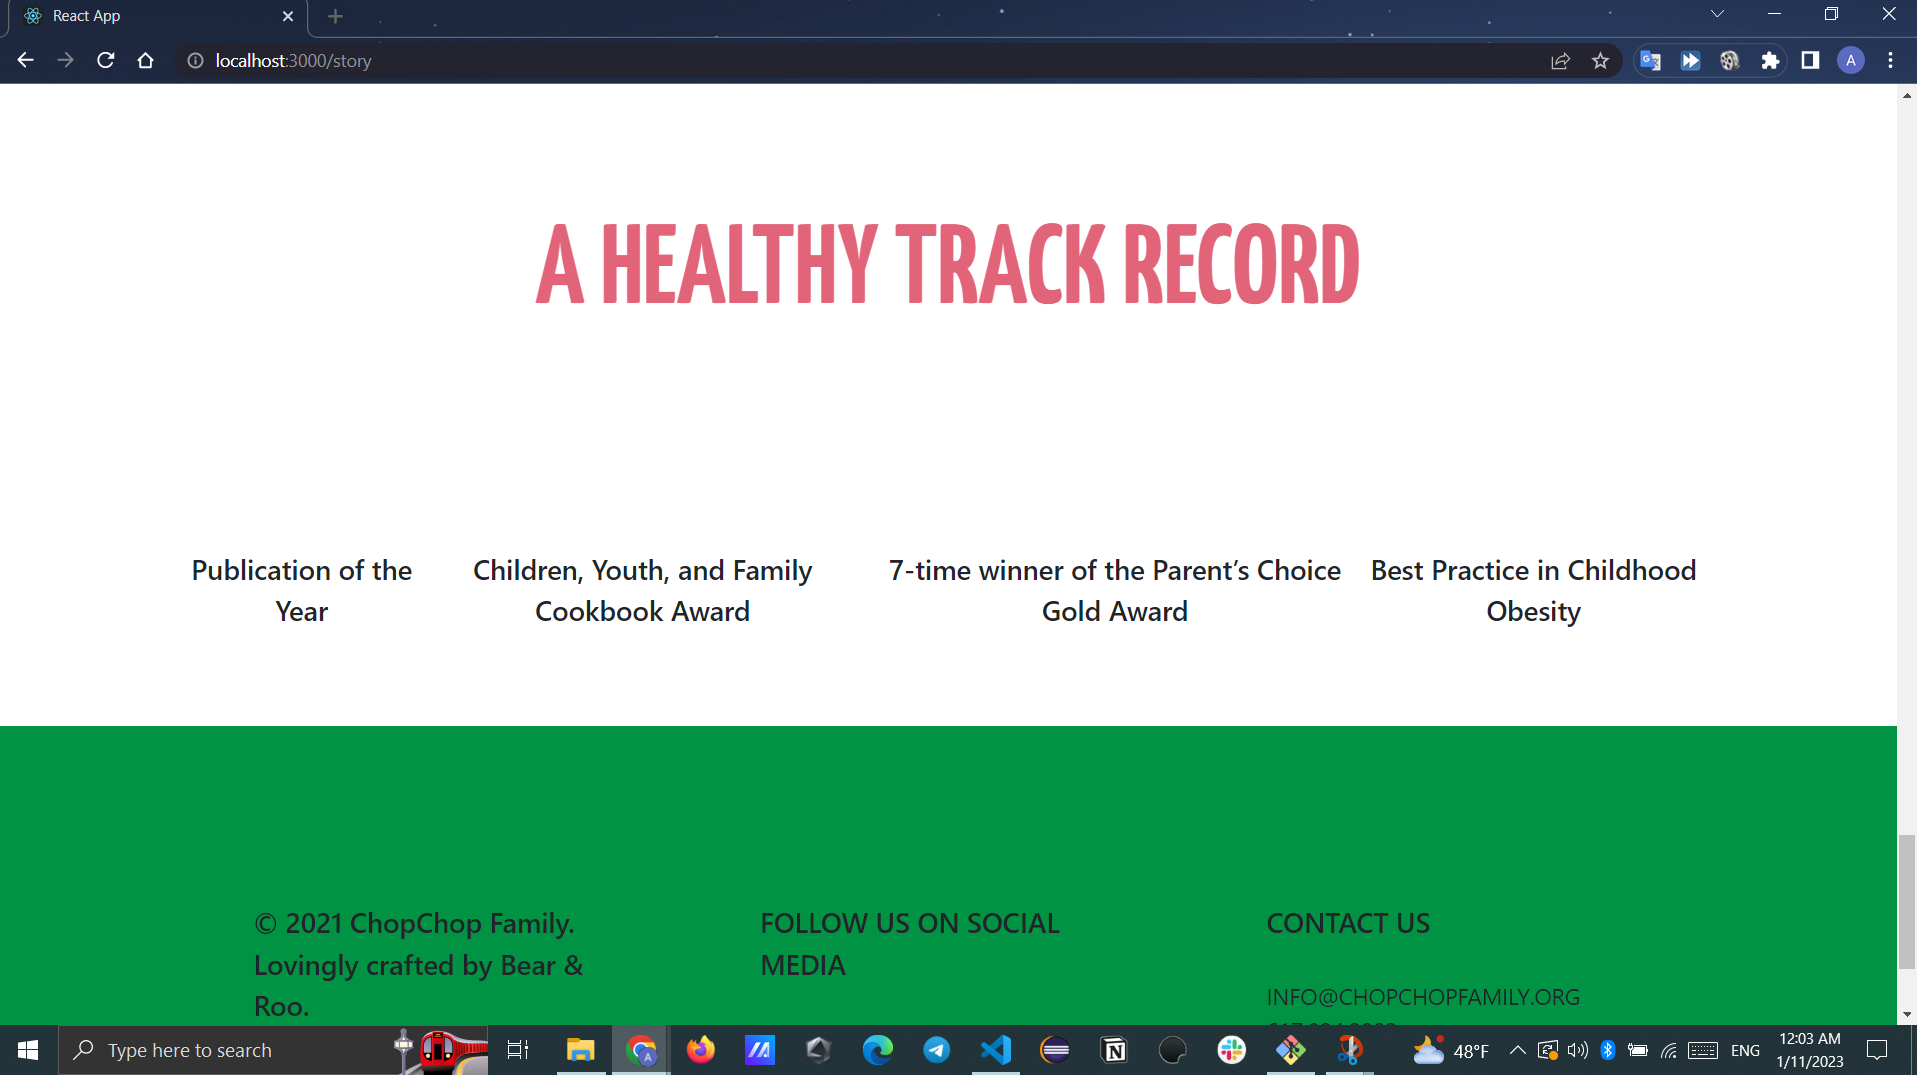 React App
localhost:3000/story
A
A HEALTHY TRACK RECORD
Publication of the
Year
Children, Youth, and Family
Cookbook Award
7-time winner of the Parent’s Choice
Gold Award
Best Practice in Childhood
Obesity
© 2021 ChopChop Family.
Lovingly crafted by Bear &
Roo.
FOLLOW US ON SOCIAL
MEDIA
CONTACT US
INFO@CHOPCHOPFAMILY.ORG
Type here to search
48°F
ENG
12:03 AM
1/11/2023